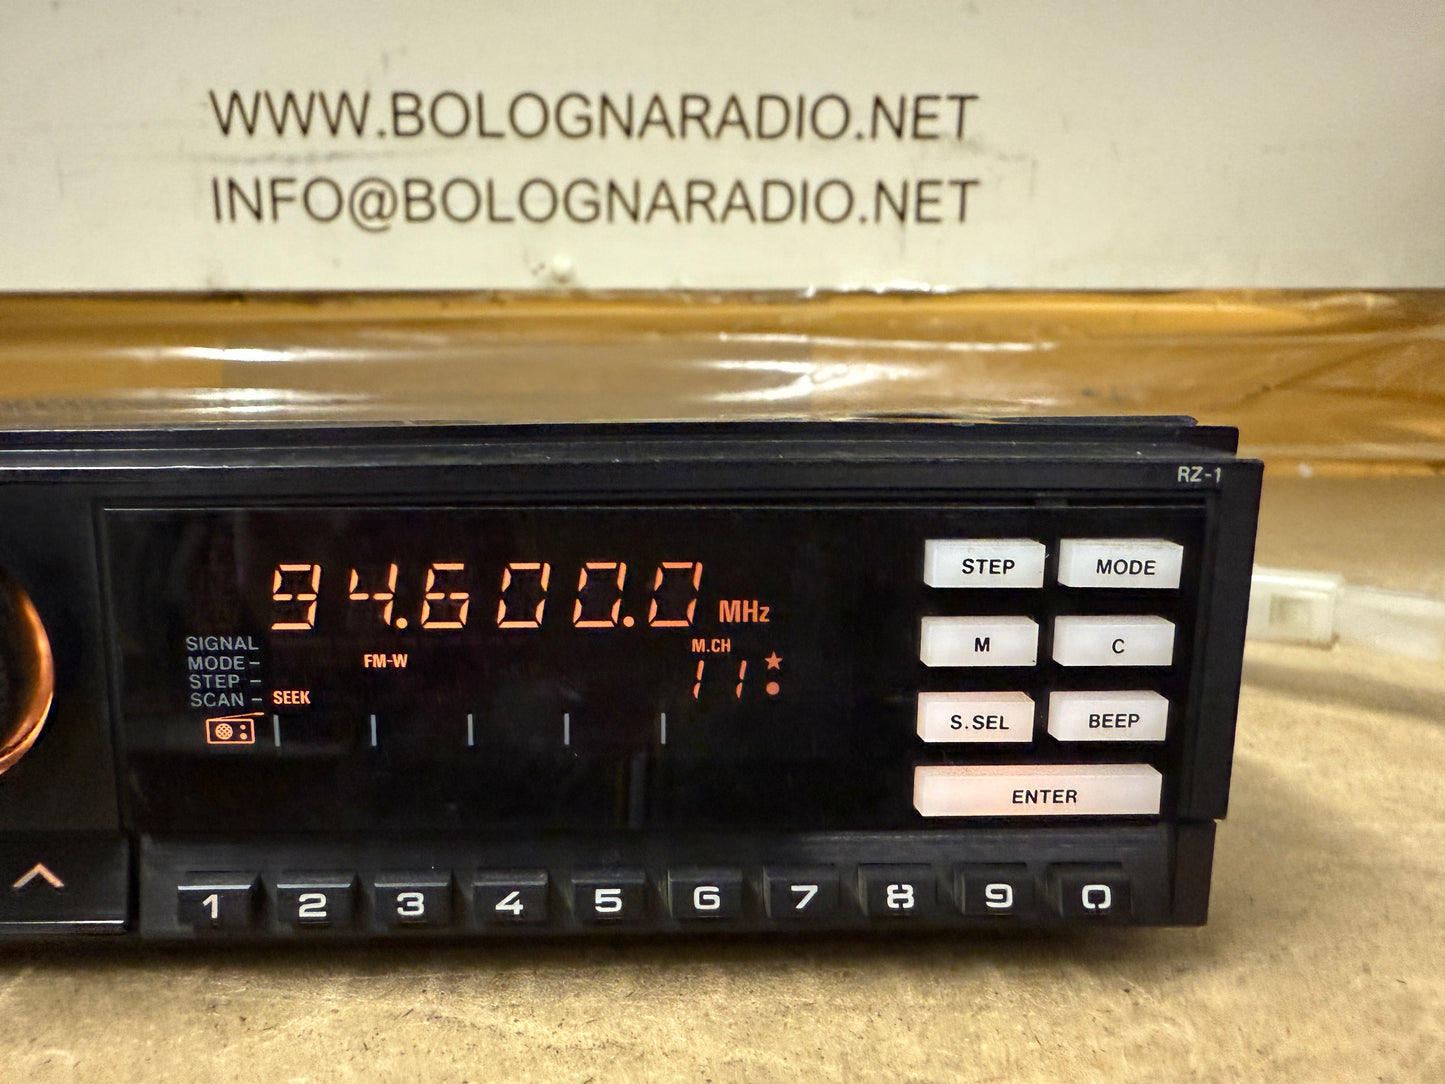 WWW.BOLOGNARADIO.NET
INFO@BOLOGNARADIO.NET
RZ-1
94.600.0 MHz
SIGNAL
MODE- FM-W M.CH
STEP - 11
SCAN - SEEK
STEP MODE
M C
S.SEL BEEP
ENTER
1 2 3 4 5 6 7 8 9 0